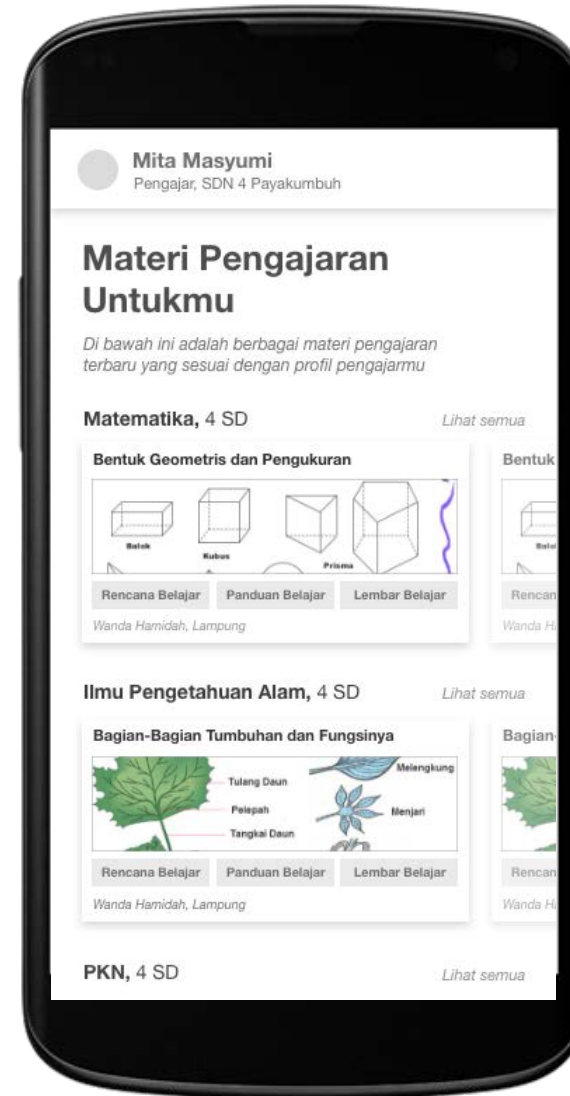 Mita Masyumi
Pengajar, SDN 4 Payakumbuh
Materi Pengajaran
Untukmu
Di bawah ini adalah berbagai materi pengajaran
terbaru yang sesuai dengan profil pengajarmu
Matematika, 4 SD
Lihat semua
Bentuk Geometris dan Pengukuran
Balok
Kubus
Prisma
Rencana Belajar
Panduan Belajar
Lembar Belajar
Wanda Hamidah, Lampung
Bentuk
Balo
Rencan
Wanda H
Ilmu Pengetahuan Alam, 4 SD
Lihat semua
Bagian-Bagian Tumbuhan dan Fungsinya
Tulang Daun
Pelepah
Tangkai Daun
Melengkung
Menjari
Rencana Belajar
Panduan Belajar
Lembar Belajar
Wanda Hamidah, Lampung
Bagian-
Rencan
Wanda H
PKN, 4 SD
Lihat semua